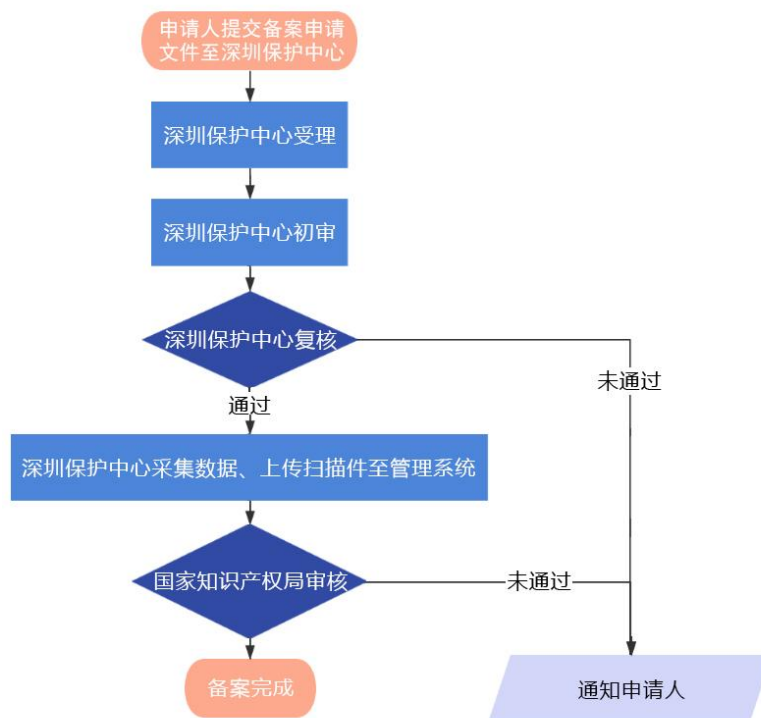 申请人提交备案申请
文件至深圳保护中心
深圳保护中心受理
深圳保护中心初审
深圳保护中心复核
未通过
通过
深圳保护中心采集数据、上传扫描件至管理系统
国家知识产权局审核
未通过
备案完成
通知申请人